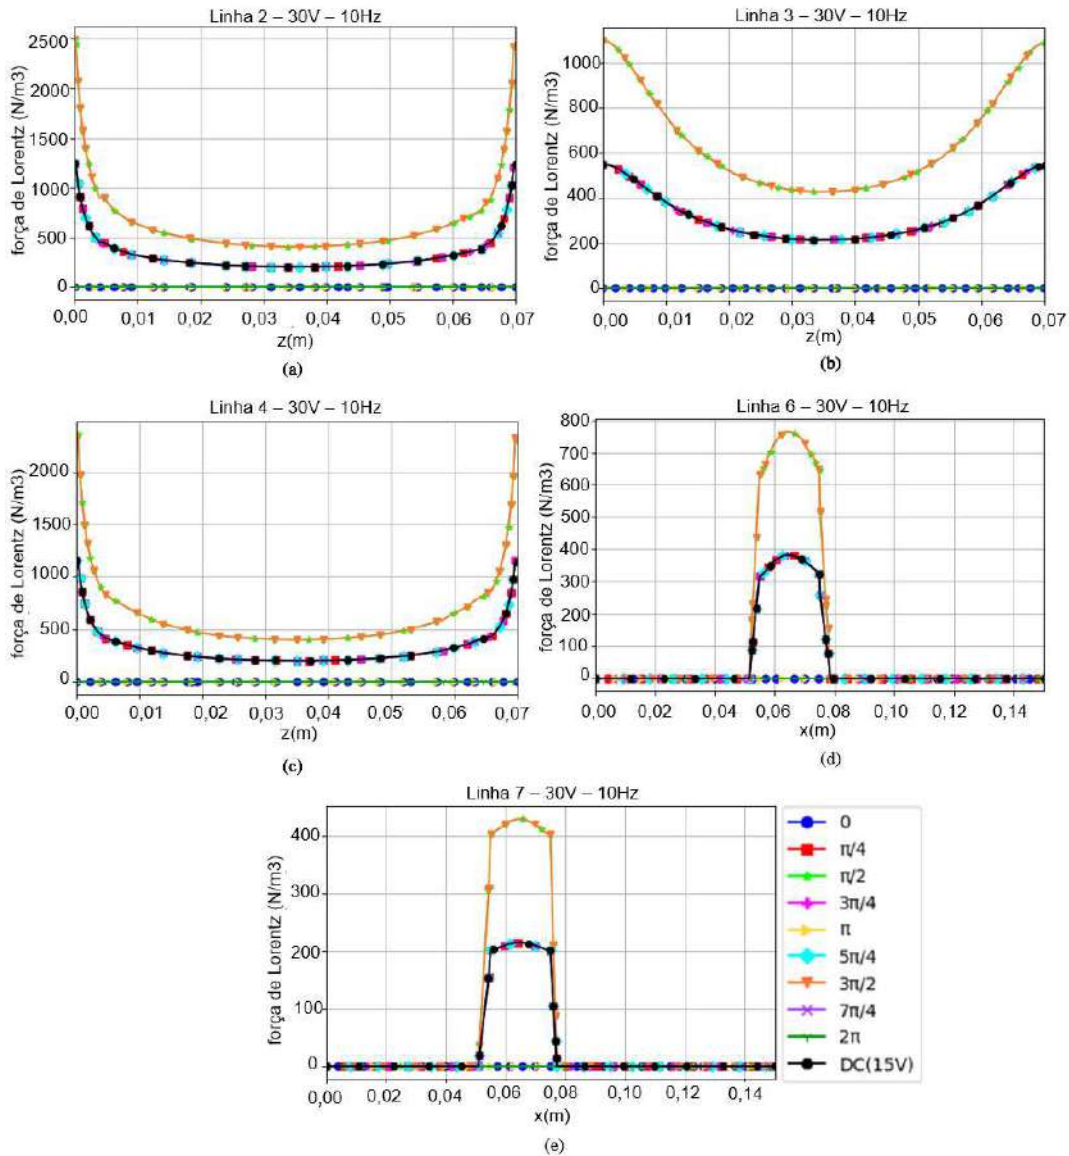 Linha 2 – 30V – 10Hz
força de Lorentz (N/m3)
2500
2000
1500
1000
500
0
0,00 0,01 0,02 0,03 0,04 0,05 0,06 0,07
z(m)
(a)
Linha 3 – 30V – 10Hz
força de Lorentz (N/m3)
1000
800
600
400
200
0
0,00 0,01 0,02 0,03 0,04 0,05 0,06 0,07
z(m)
(b)
Linha 4 – 30V – 10Hz
força de Lorentz (N/m3)
2000
1500
1000
500
0
0,00 0,01 0,02 0,03 0,04 0,05 0,06 0,07
z(m)
(c)
Linha 6 – 30V – 10Hz
força de Lorentz (N/m3)
800
700
600
500
400
300
200
100
0
0,00 0,02 0,04 0,06 0,08 0,10 0,12 0,14
x(m)
(d)
Linha 7 – 30V – 10Hz
força de Lorentz (N/m3)
400
300
200
100
0
0,00 0,02 0,04 0,06 0,08 0,10 0,12 0,14
x(m)
(e)
0
π/4
π/2
3π/4
π
5π/4
3π/2
7π/4
2π
DC(15V)